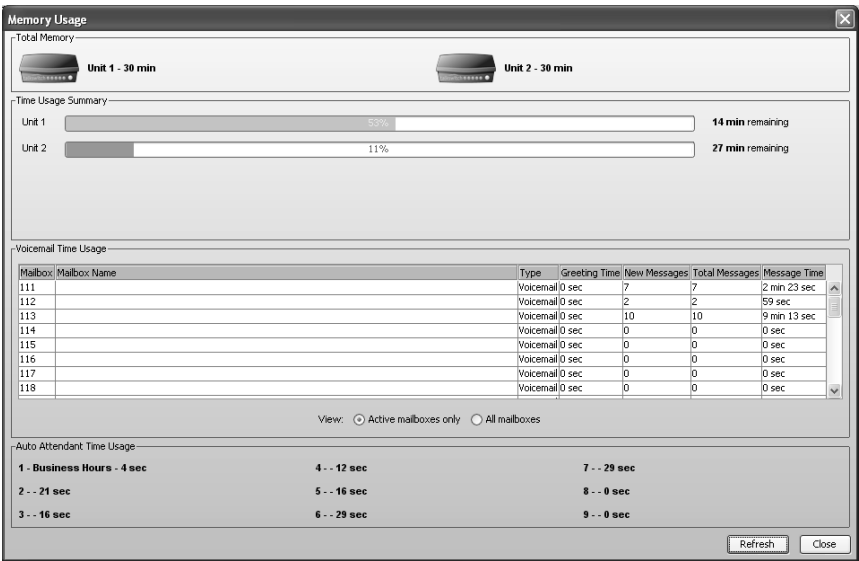 Memory Usage
Total Memory
Unit 1 - 30 min Unit 2 - 30 min
Time Usage Summary
Unit 1 53% 14 min remaining
Unit 2 11% 27 min remaining
Voicemail Time Usage
Mailbox Mailbox Name Type Greeting Time New Messages Total Messages Message Time
111 Voicemail 0 sec 7 7 2 min 23 sec
112 Voicemail 0 sec 2 2 59 sec
113 Voicemail 0 sec 10 10 9 min 13 sec
114 Voicemail 0 sec 0 0 0 sec
115 Voicemail 0 sec 0 0 0 sec
116 Voicemail 0 sec 0 0 0 sec
117 Voicemail 0 sec 0 0 0 sec
118 Voicemail 0 sec 0 0 0 sec
View: Active mailboxes only All mailboxes
Auto Attendant Time Usage
1 - Business Hours - 4 sec 4 - - 12 sec 7 - - 29 sec
2 - - 21 sec 5 - - 16 sec 8 - - 0 sec
3 - - 16 sec 6 - - 29 sec 9 - - 0 sec
Refresh Close